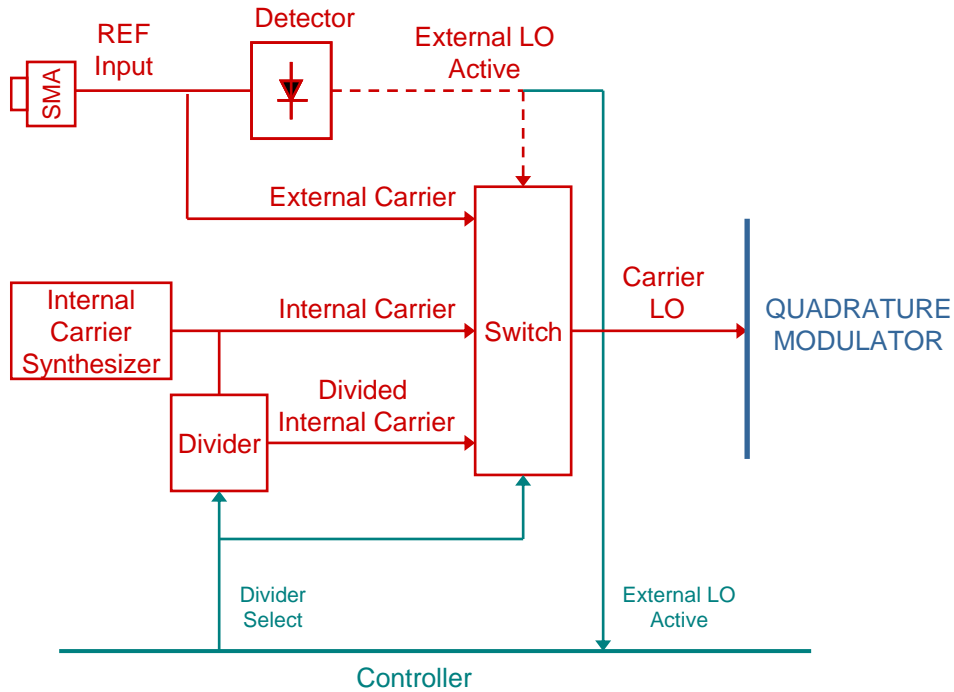 Detector
REF
Input
External LO
Active
SMA
External Carrier
Internal
Carrier
Synthesizer
Internal Carrier
Switch
Carrier
LO
QUADRATURE
MODULATOR
Divided
Internal Carrier
Divider
Divider
Select
External LO
Active
Controller